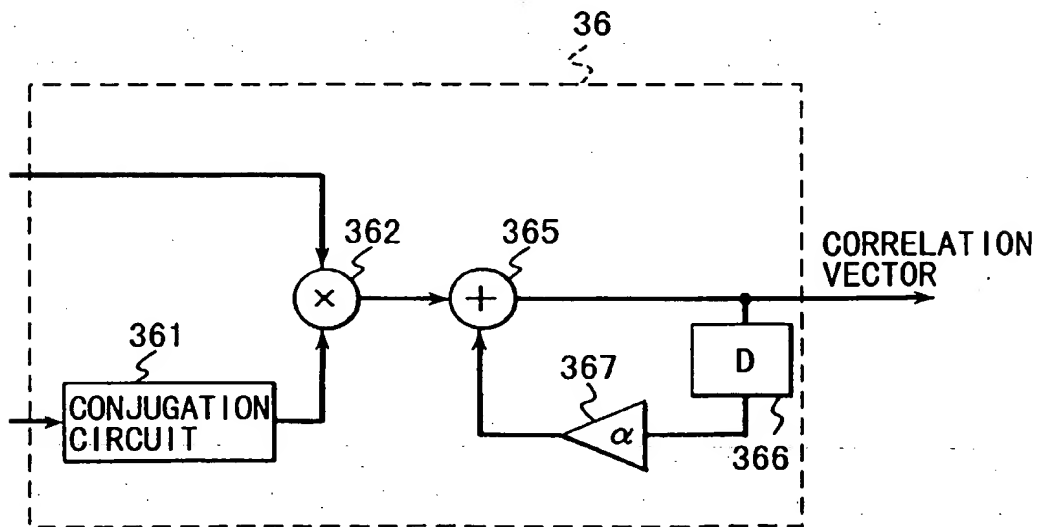 36
362
365
CORRELATION
VECTOR
×
+
361
367
D
CONJUGATION
CIRCUIT
α
366